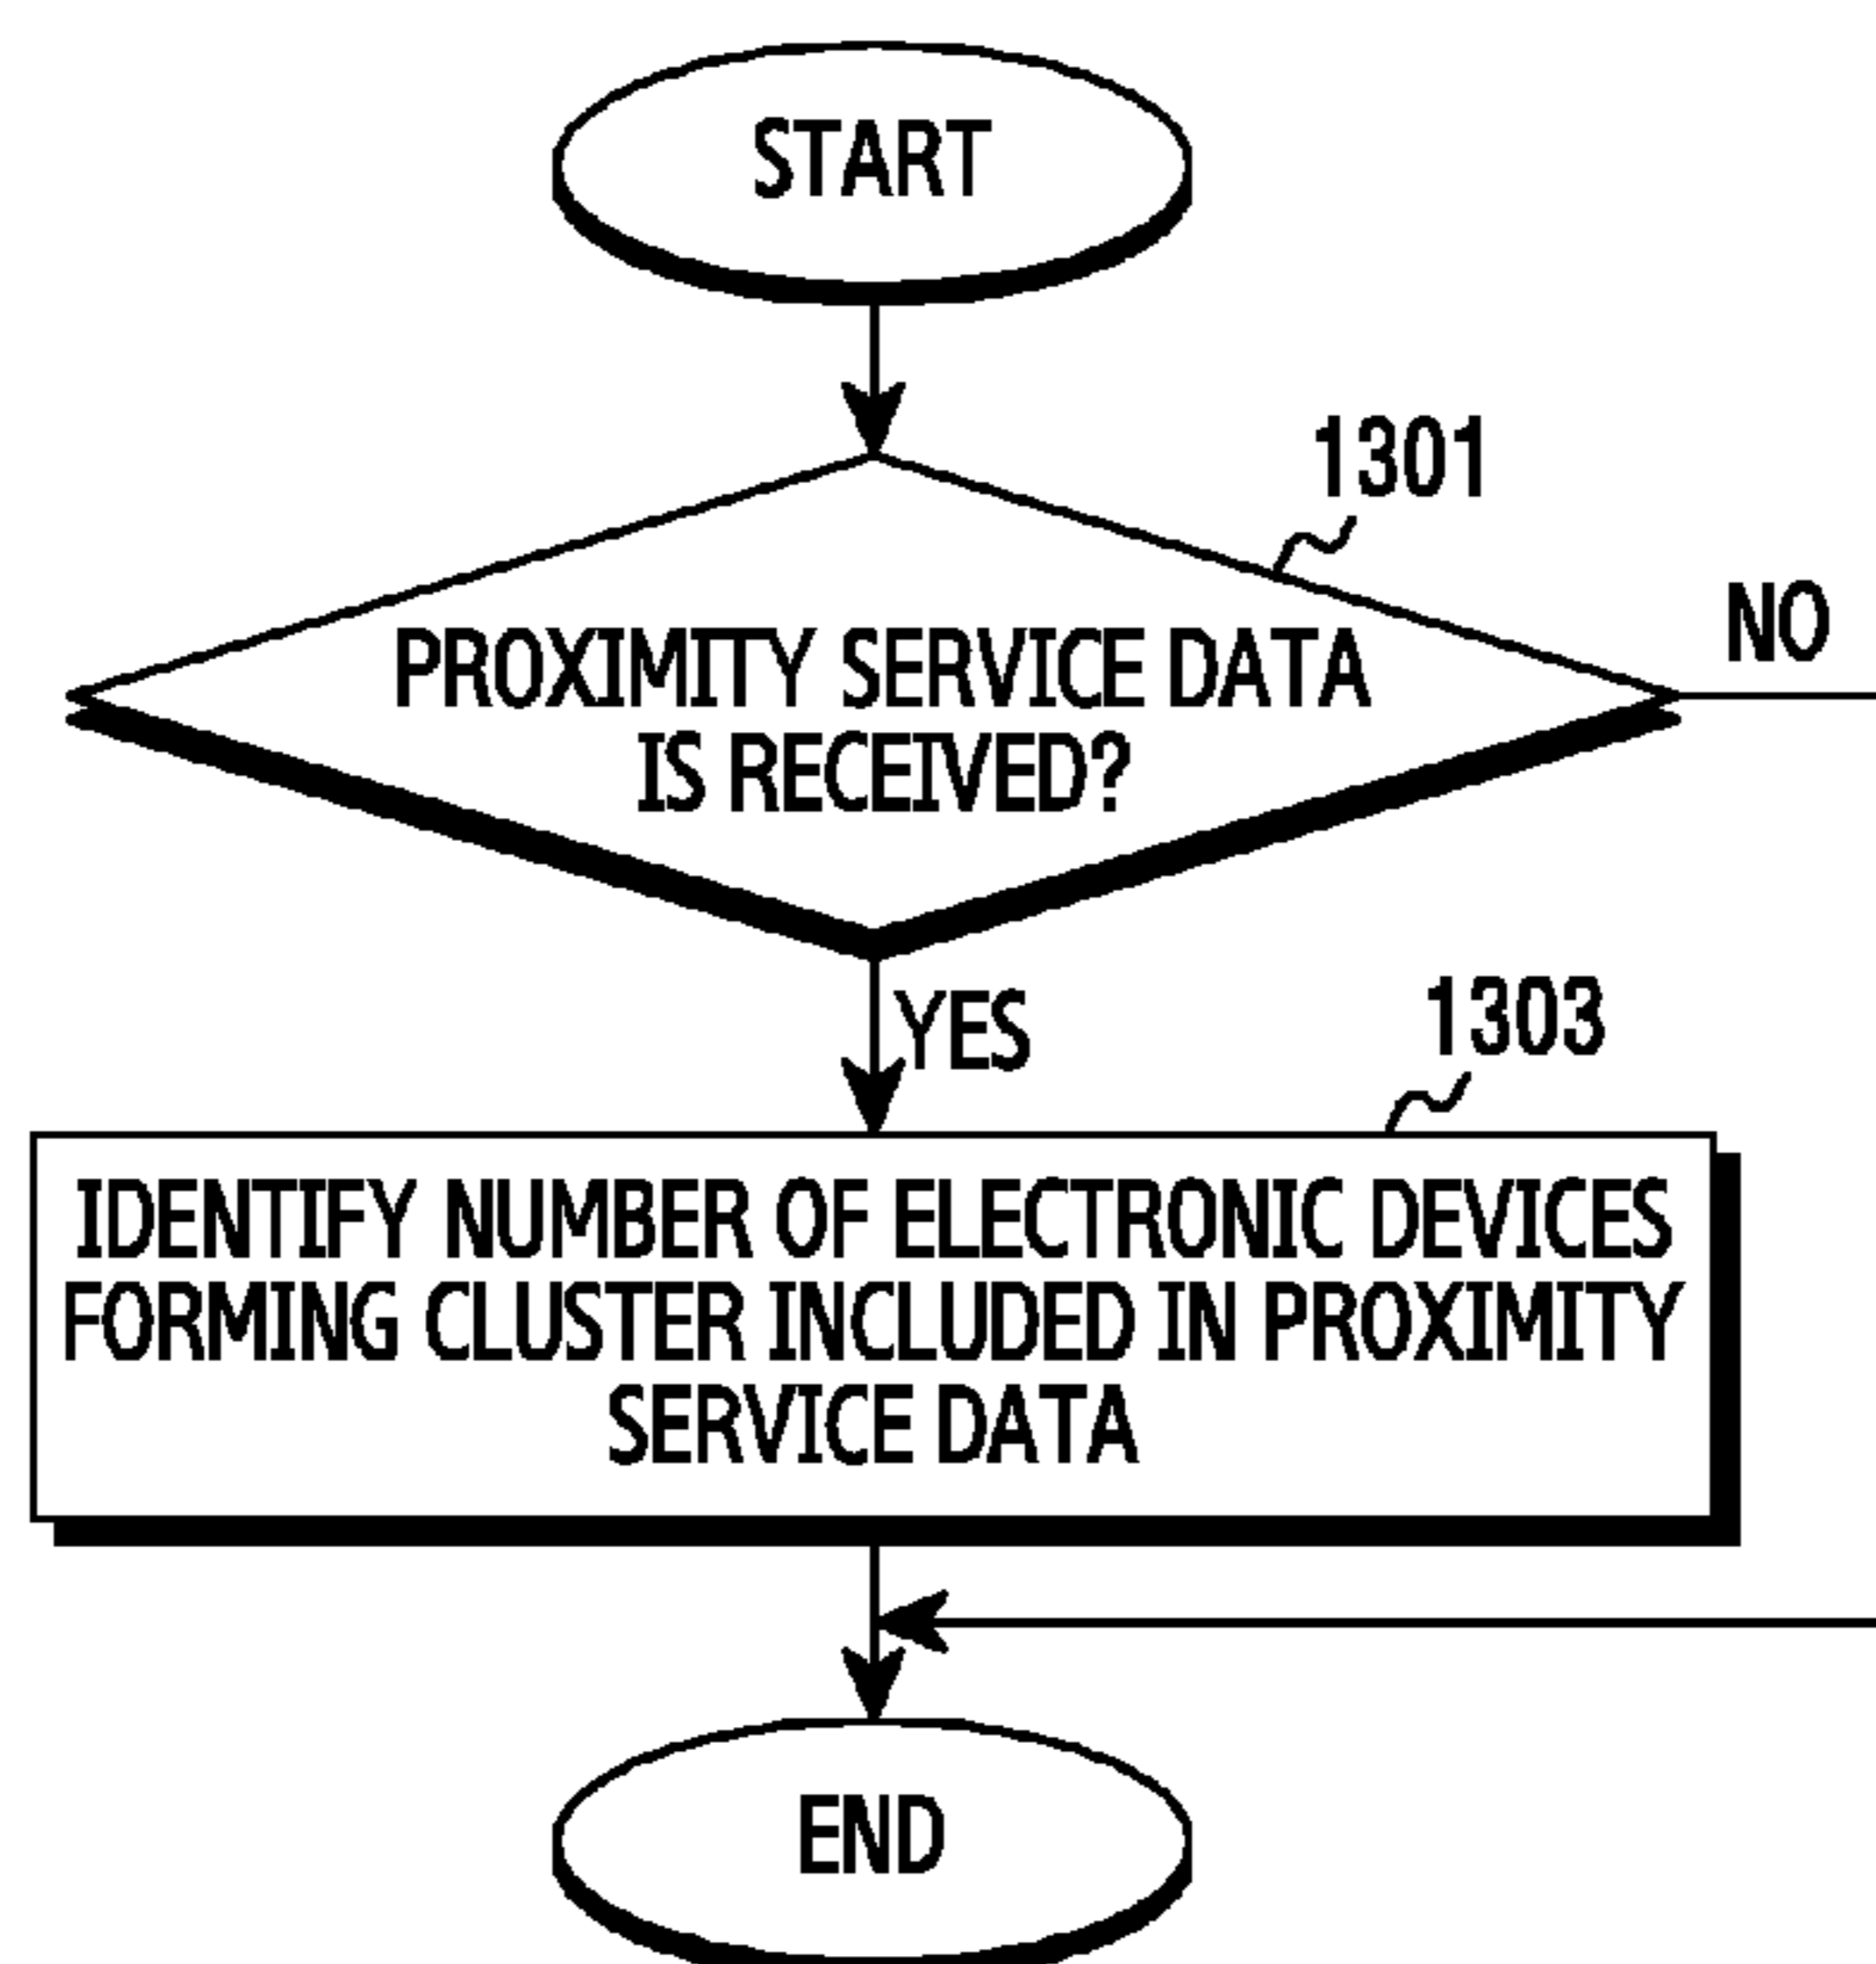 START
1301
NO
PROXIMITY SERVICE DATA
IS RECEIVED?
YES
1303
IDENTIFY NUMBER OF ELECTRONIC DEVICES
FORMING CLUSTER INCLUDED IN PROXIMITY
SERVICE DATA
END